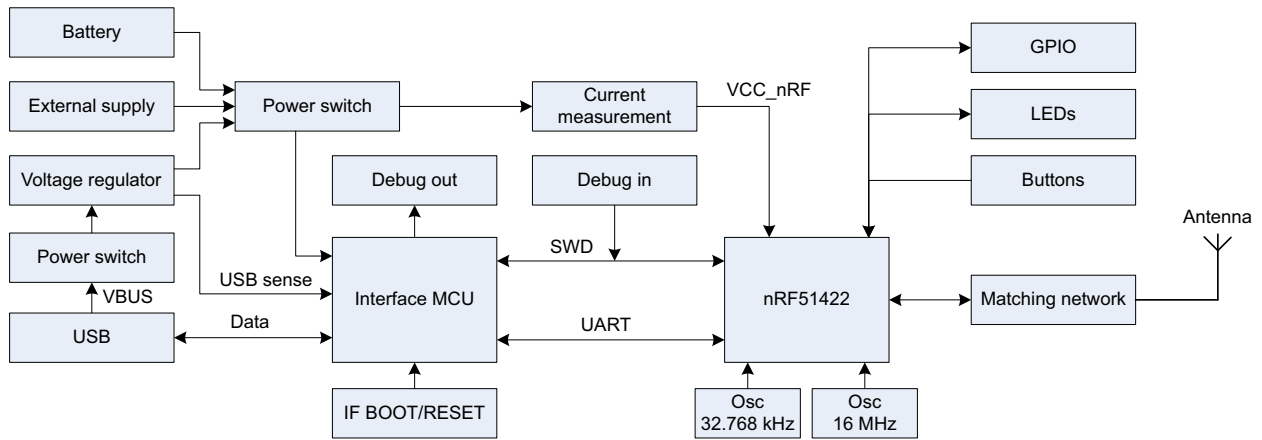 Battery
External supply
Voltage regulator
Power switch
VBUS
USB
Power switch
USB sense
Data
Current
measurement
VCC_nRF
Debug out
Debug in
Interface MCU
SWD
UART
IF BOOT/RESET
nRF51422
Osc
32.768 kHz
Osc
16 MHz
GPIO
LEDs
Buttons
Matching network
Antenna